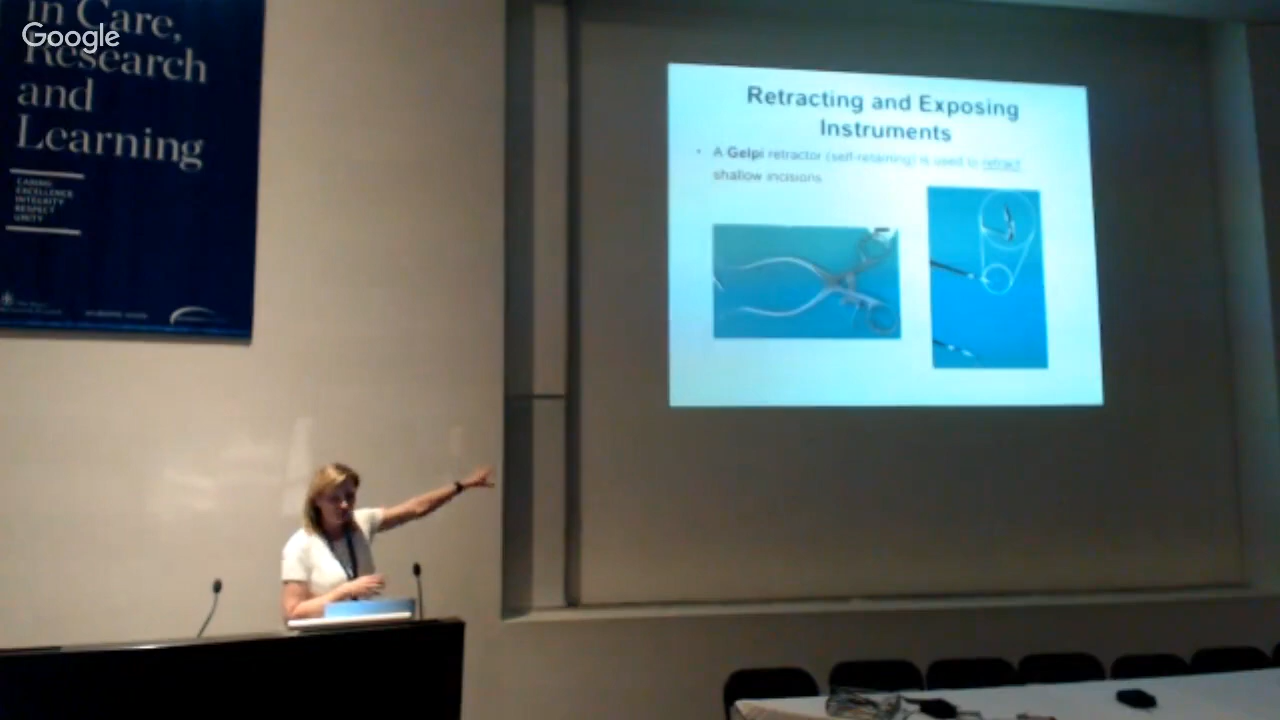 in Care,
Google
Research
and
Learning
CARING
EXCELLENCE
INTEGRITY
RESPECT
UNITY
Retracting and Exposing
Instruments
• A Gelpi retractor (self-retaining) is used to retract
shallow incisions